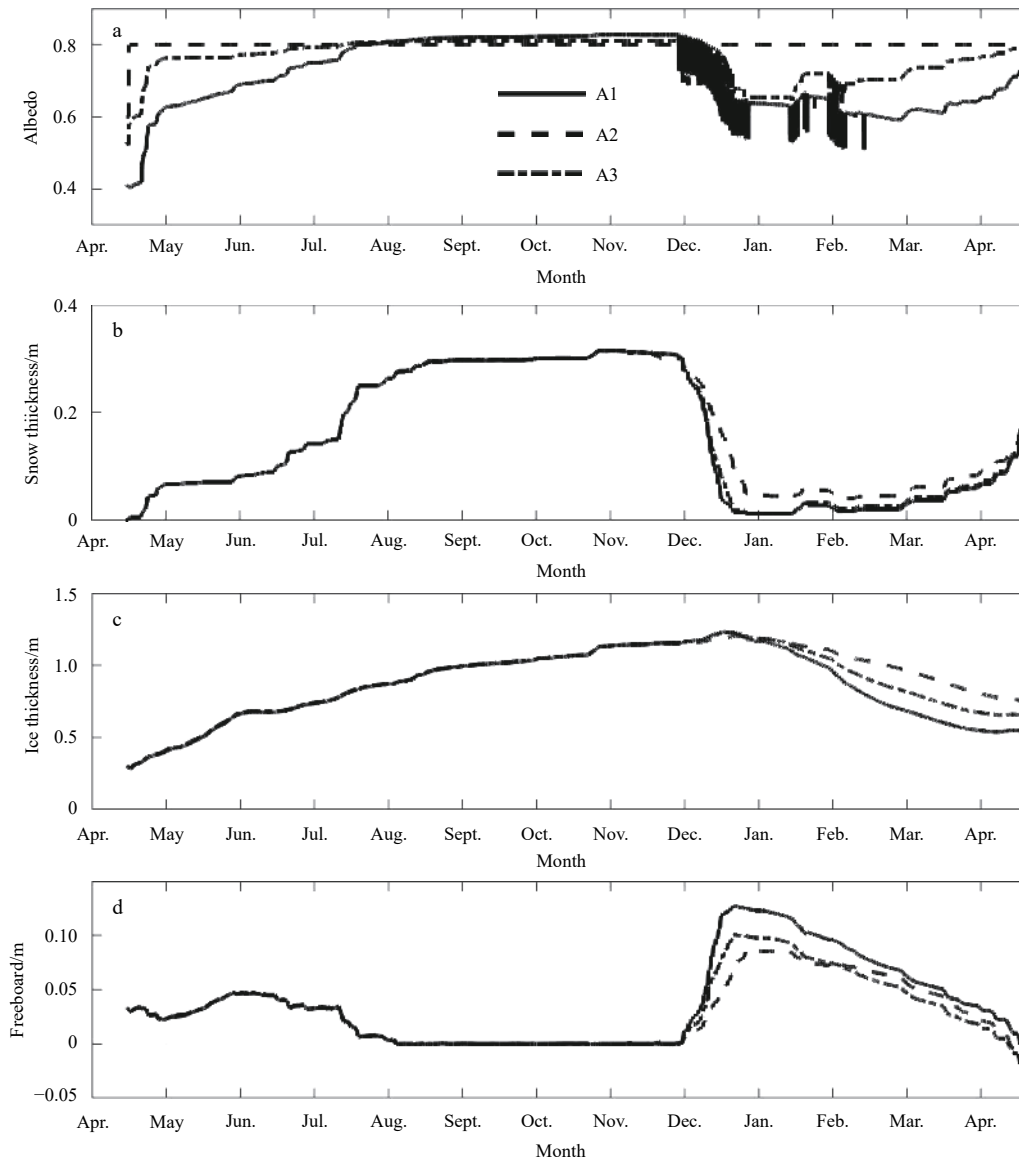 a
0.8
0.6
0.4
Albedo
A1
A2
A3
Apr. May Jun. Jul. Aug. Sept. Oct. Nov. Dec. Jan. Feb. Mar. Apr.
Month
b
0.4
0.2
0
Snow thiickness/m
Apr. May Jun. Jul. Aug. Sept. Oct. Nov. Dec. Jan. Feb. Mar. Apr.
Month
c
1.5
1.0
0.5
0
Ice thickness/m
Apr. May Jun. Jul. Aug. Sept. Oct. Nov. Dec. Jan. Feb. Mar. Apr.
Month
d
0.10
0.05
0
−0.05
Freeboard/m
Apr. May Jun. Jul. Aug. Sept. Oct. Nov. Dec. Jan. Feb. Mar. Apr.
Month